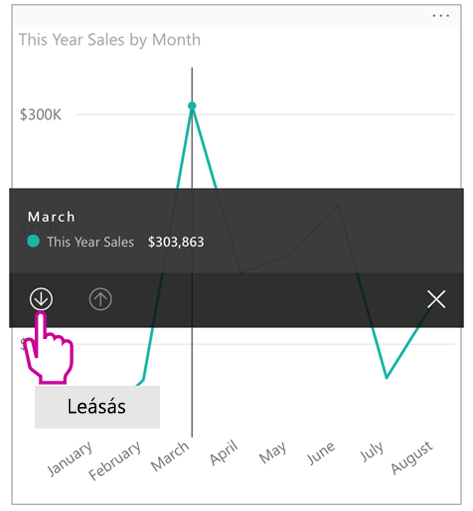 ...
This Year Sales by Month
$300K
March
This Year Sales $303,863
$
Leásás
January February March April May June July August